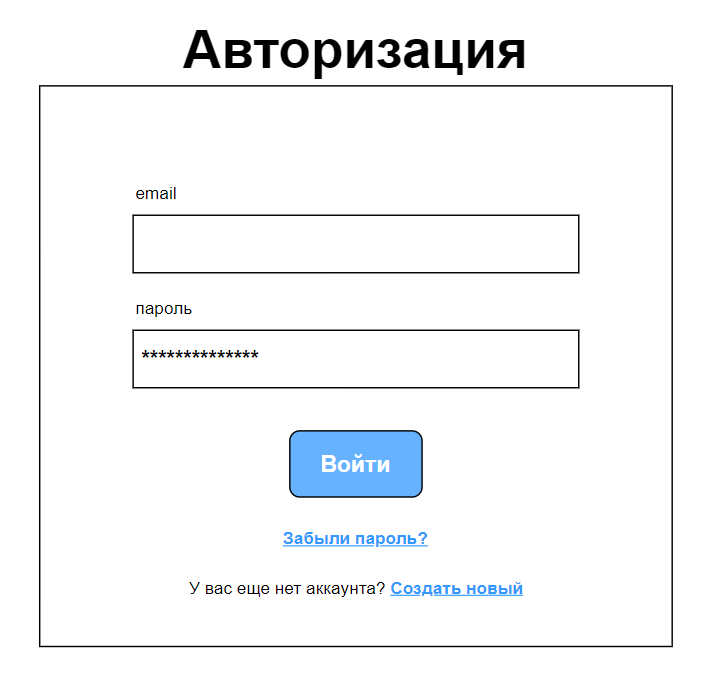 Авторизация
email
пароль
**************
Войти
Забыли пароль?
У вас еще нет аккаунта? Создать новый